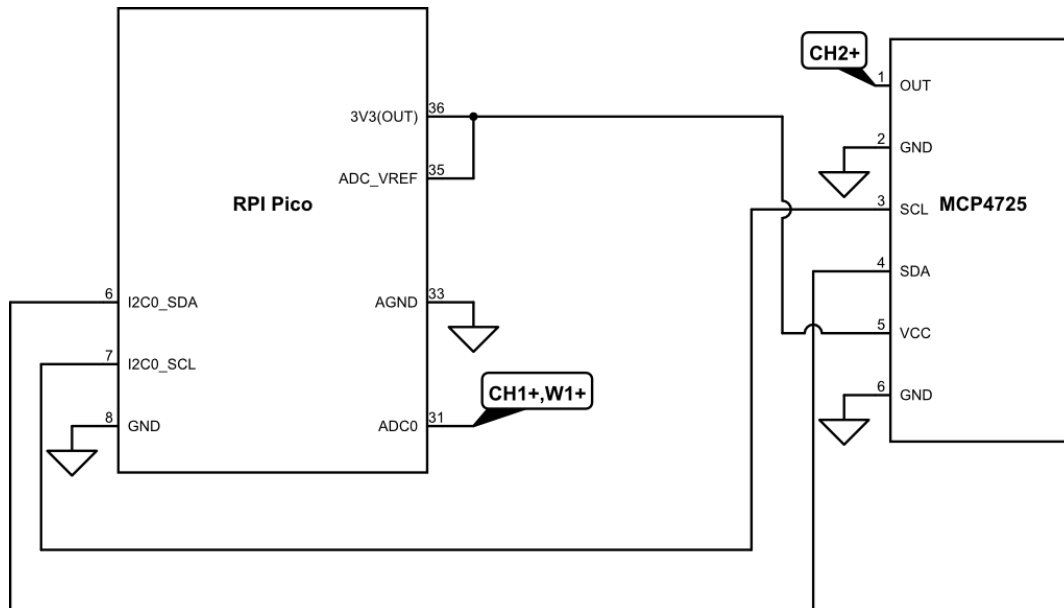 RPI Pico
3V3(OUT)
36
ADC_VREF
35
6
I2C0_SDA
AGND
33
7
I2C0_SCL
8
GND
ADC0
31
CH1+,W1+
CH2+
1
OUT
2
GND
3
SCL
MCP4725
4
SDA
5
VCC
6
GND